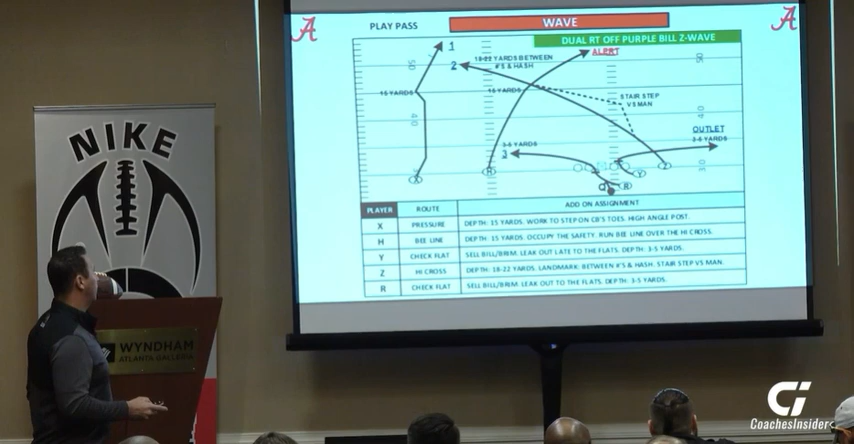 PLAY PASS
WAVE
DUAL RT OFF PURPLE BILL Z-WAVE
ALERT
1
2
18-22 YARDS BETWEEN
#'S & HASH
15 YARDS
15 YARDS
STAIR STEP
VS MAN
OUTLET
3-5 YARDS
3-5 YARDS
3
50
40
50
40
30
X
H
Z
Y
Q
R
PLAYER ROUTE ADD ON ASSIGNMENT
X PRESSURE DEPTH: 15 YARDS. WORK TO STEP ON CB'S TOES. HIGH ANGLE POST.
H BEE LINE DEPTH: 15 YARDS. OCCUPY THE SAFETY. RUN BEE LINE OVER THE HI CROSS.
Y CHECK FLAT SELL BILL/BRIM. LEAK OUT LATE TO THE FLATS. DEPTH: 3-5 YARDS.
Z HI CROSS DEPTH: 18-22 YARDS. LANDMARK: BETWEEN #'S & HASH. STAIR STEP VS MAN.
R CHECK FLAT SELL BILL/BRIM. LEAK OUT TO THE FLATS. DEPTH: 3-5 YARDS.
NIKE
WYNDHAM
ATLANTA GALLERIA
Ci
CoachesInsider